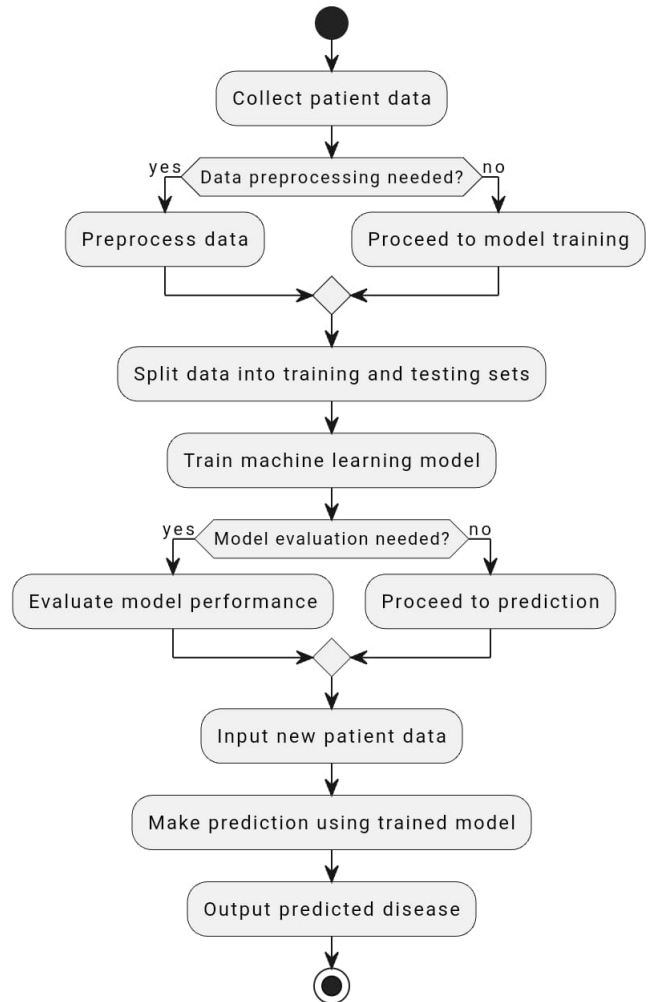 Collect patient data
yes
Data preprocessing needed?
no
Preprocess data
Proceed to model training
Split data into training and testing sets
Train machine learning model
yes
Model evaluation needed?
no
Evaluate model performance
Proceed to prediction
Input new patient data
Make prediction using trained model
Output predicted disease